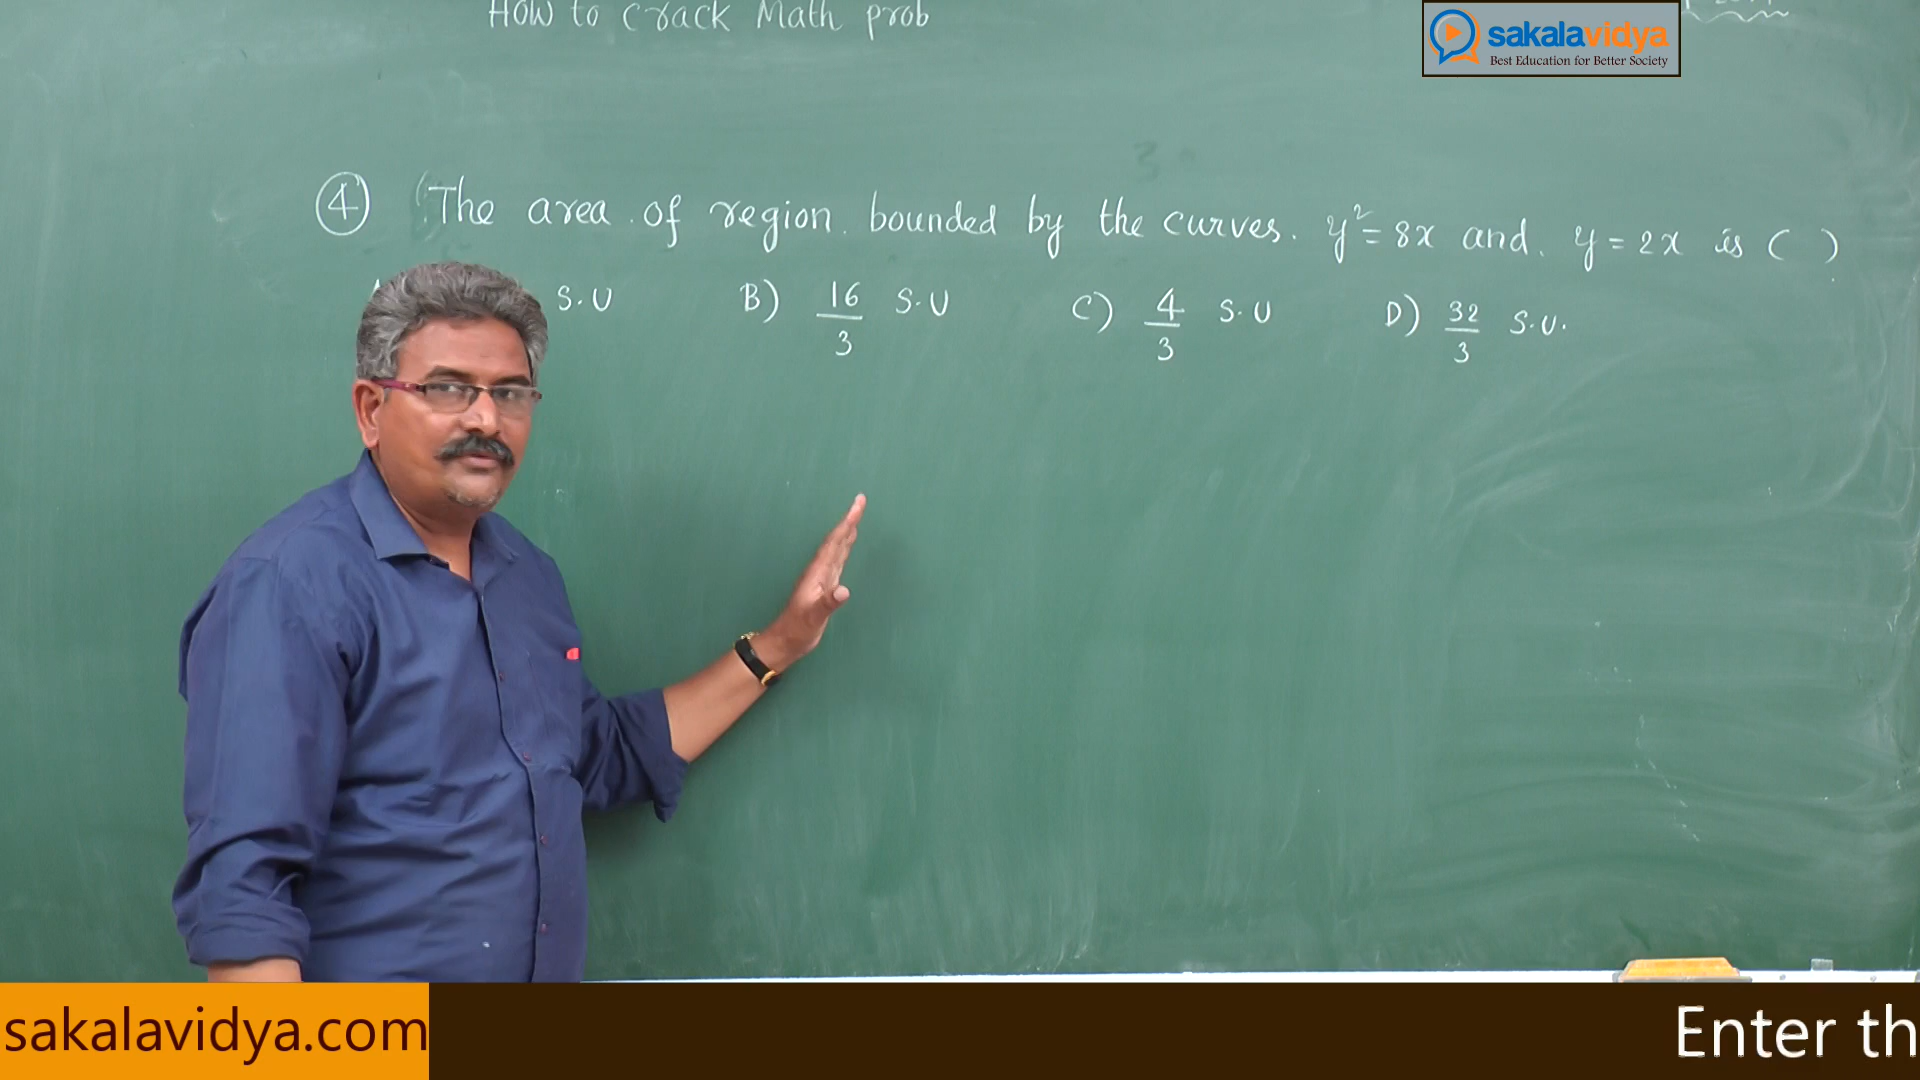 How to crack Math prob
sakalavidya
Best Education for Better Society
④ The area of region bounded by the curves. y²=8x and. y=2x is ( )
S.U B) 16/3 S.U C) 4/3 S.U D) 32/3 S.U.
sakalavidya.com
Enter th